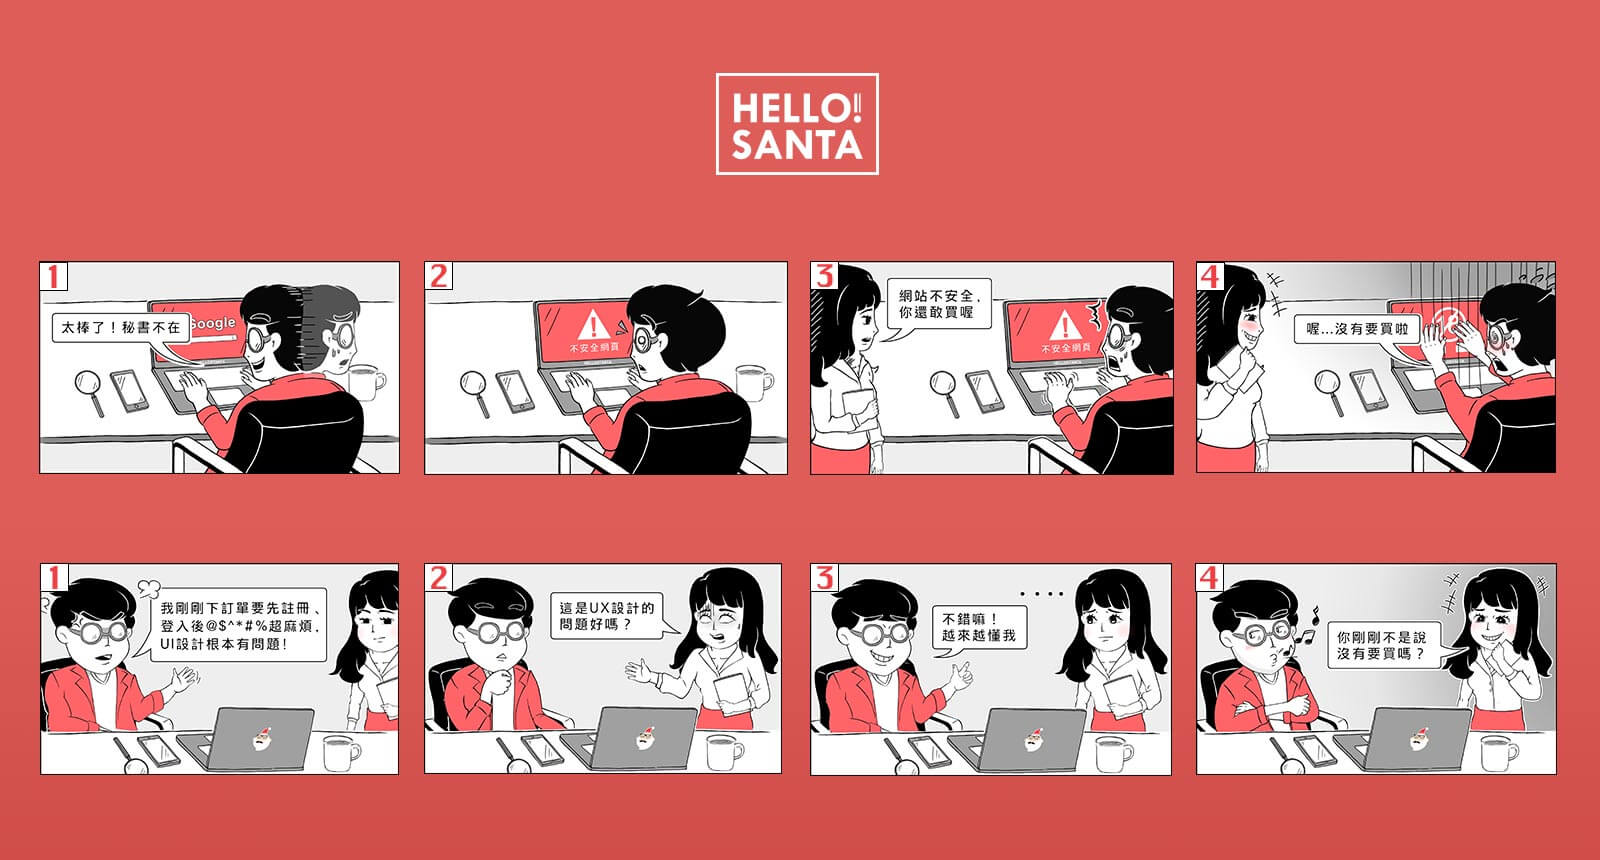 HELLO!
SANTA
1
太棒了！秘書不在
Google
2
不安全網頁
3
網站不安全，
你還敢買喔
不安全網頁
4
喔...沒有要買啦
18
1
我剛剛下訂單要先註冊、
登入後@$^*#%超麻煩，
UI設計根本有問題!
2
這是UX設計的
問題好嗎？
3
不錯嘛！
越來越懂我
....
4
你剛剛不是說
沒有要買嗎？